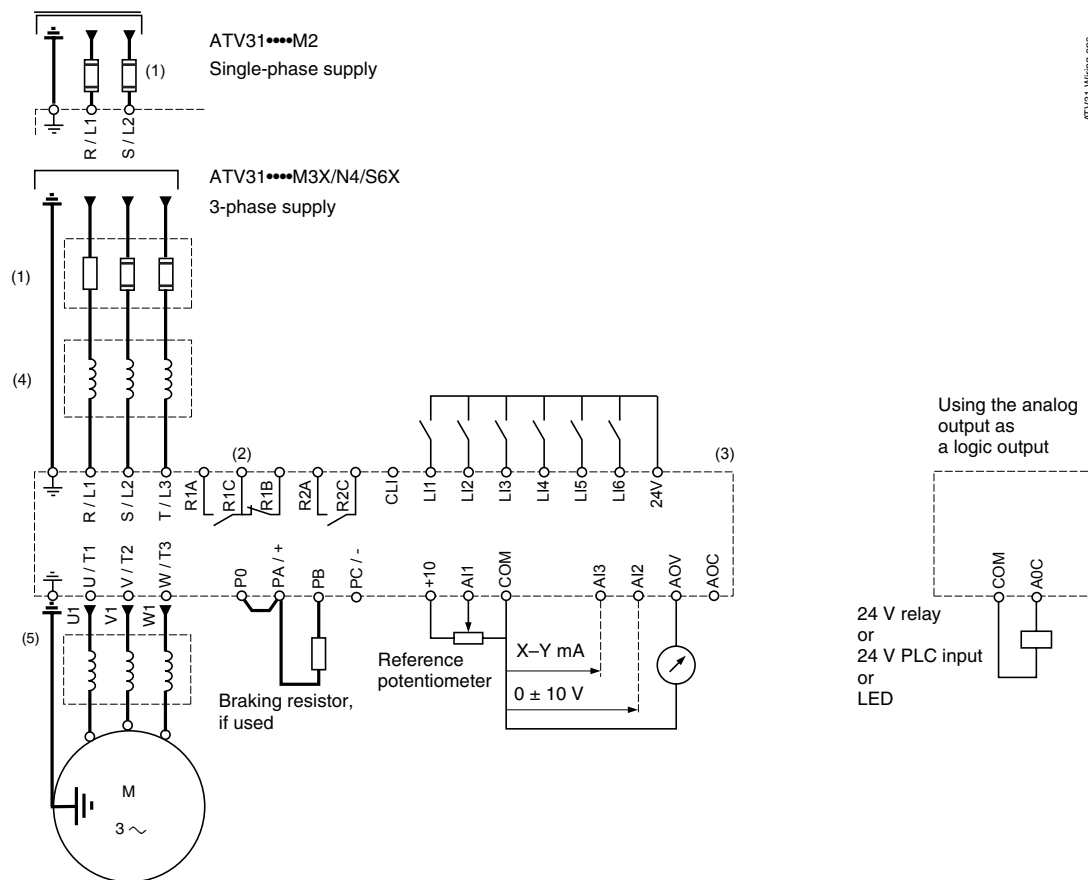 ATV31••••M2
Single-phase supply
(1)
R / L1
S / L2
ATV31••••M3X/N4/S6X
3-phase supply
(1)
(4)
(2)
(3)
R / L1
S / L2
T / L3
R1A
R1C
R1B
R2A
R2C
CLI
LI1
LI2
LI3
LI4
LI5
LI6
24V
U / T1
V / T2
W / T3
P0
PA / +
PB
PC / -
+10
AI1
COM
AI3
AI2
AOV
AOC
(5)
U1
V1
W1
Braking resistor,
if used
Reference
potentiometer
X–Y mA
0 ± 10 V
M
3 ~
Using the analog
output as
a logic output
COM
A0C
24 V relay
or
24 V PLC input
or
LED